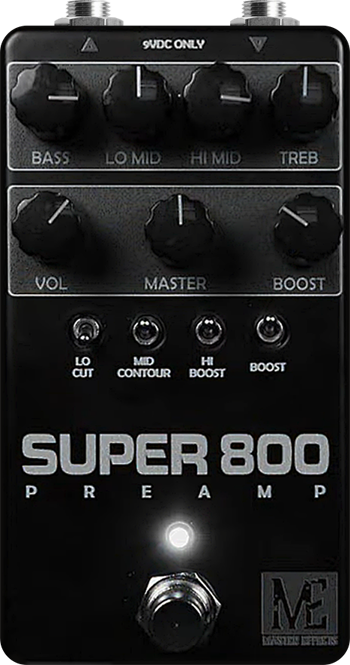 9VDC ONLY
BASS LO MID HI MID TREB
VOL MASTER BOOST
LO CUT MID CONTOUR HI BOOST BOOST
SUPER 800
PREAMP
ME
MASTER EFFECTS